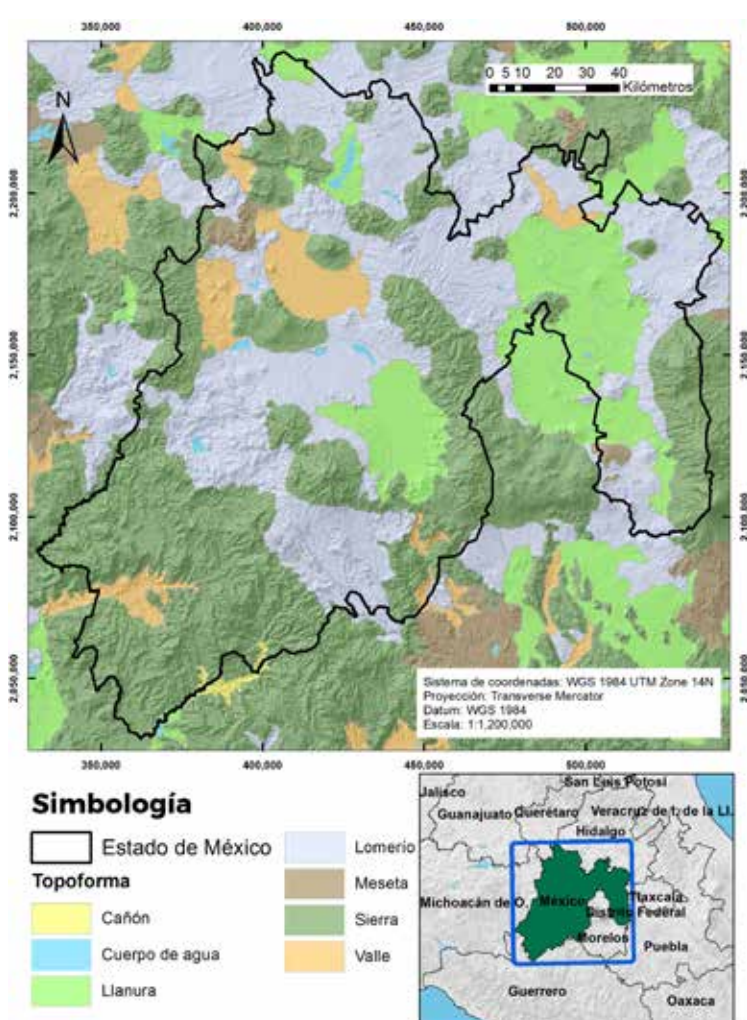 350,000 400,000 450,000 500,000
0 5 10 20 30 40
Kilómetros
N
2,200,000
2,200,000
2,150,000
2,150,000
2,100,000
2,100,000
2,050,000
2,050,000
Sistema de coordenadas: WGS 1984 UTM Zone 14N
Proyección: Transverse Mercator
Datum: WGS 1984
Escala: 1:1,200,000
350,000 400,000 450,000 500,000
Simbología
Estado de México
Topoforma
Cañón
Cuerpo de agua
Llanura
Lomerio
Meseta
Sierra
Valle
San Luis Potosí
Jalisco
Guanajuato Querétaro Veracruz de I. de la Ll.
Hidalgo
Michoacán de O. México Tlaxcala
Distrito Federal
Morelos
Puebla
Guerrero
Oaxaca